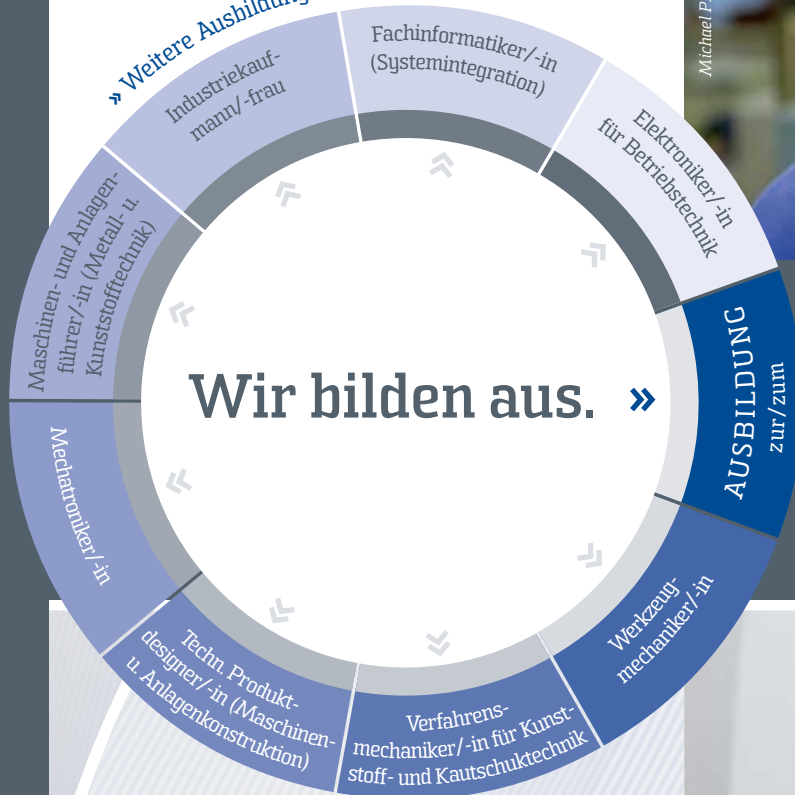 » Weitere Ausbildung
Michael P.
Fachinformatiker/-in
(Systemintegration)
Elektroniker/-in
für Betriebstechnik
AUSBILDUNG
zur/zum
Werkzeug-
mechaniker/-in
Verfahrens-
mechaniker/-in für Kunst-
stoff- und Kautschuktechnik
Techn. Produkt-
designer/-in (Maschinen-
u. Anlagenkonstruktion)
Mechatroniker/-in
Maschinen- und Anlagen-
führer/-in (Metall- u.
Kunststofftechnik)
Industriekauf-
mann/-frau
Wir bilden aus. »